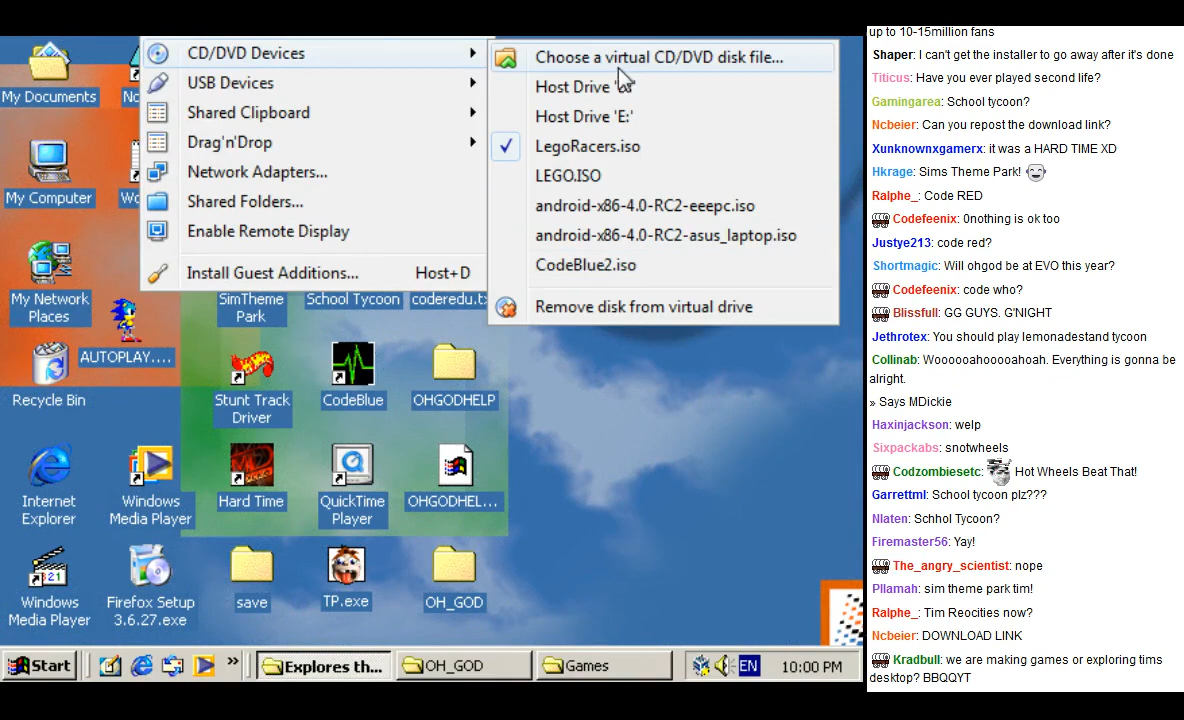 CD/DVD Devices
USB Devices
Shared Clipboard
Drag'n'Drop
Network Adapters...
Shared Folders...
Enable Remote Display
Install Guest Additions... Host+D
Choose a virtual CD/DVD disk file...
Host Drive
Host Drive 'E:'
LegoRacers.iso
LEGO.ISO
android-x86-4.0-RC2-eeepc.iso
android-x86-4.0-RC2-asus_laptop.iso
CodeBlue2.iso
Remove disk from virtual drive
My Documents
My Computer
My Network
Places
AUTOPLAY....
Recycle Bin
SimTheme
Park
School Tycoon
coderedu.tx
Stunt Track
Driver
CodeBlue
OHGODHELP
Internet
Explorer
Windows
Media Player
Hard Time
QuickTime
Player
OHGODHEL...
Windows
Media Player
Firefox Setup
3.6.27.exe
save
TP.exe
OH_GOD
Start
»
Explores th...
OH_GOD
Games
EN
10:00 PM
up to 10-15million fans
Shaper: I can't get the installer to go away after it's done
Titicus: Have you ever played second life?
Gamingarea: School tycoon?
Ncbeier: Can you repost the download link?
Xunknownxgamerx: it was a HARD TIME XD
Hkrage: Sims Theme Park!
Ralphe_: Code RED
Codefeenix: 0nothing is ok too
Justye213: code red?
Shortmagic: Will ohgod be at EVO this year?
Codefeenix: code who?
Blissfull: GG GUYS. G'NIGHT
Jethrotex: You should play lemonadestand tycoon
Collinab: Wooahoahoooahoah. Everything is gonna be
alright.
» Says MDickie
Haxinjackson: welp
Sixpackabs: snotwheels
Codzombiesetc: Hot Wheels Beat That!
Garrettml: School tycoon plz???
Nlaten: Schhol Tycoon?
Firemaster56: Yay!
The_angry_scientist: nope
Pllamah: sim theme park tim!
Ralphe_: Tim Reocities now?
Ncbeier: DOWNLOAD LINK
Kradbull: we are making games or exploring tims
desktop? BBQQYT